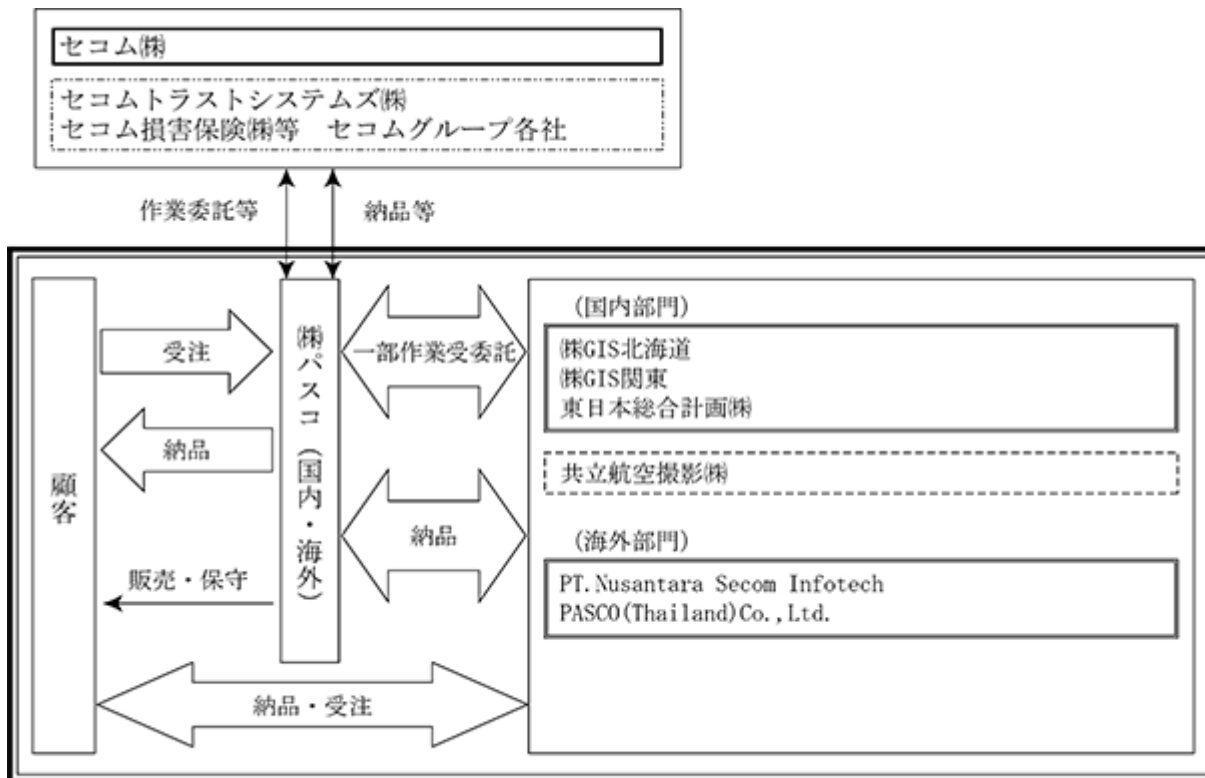 セコム㈱
セコムトラストシステムズ㈱
セコム損害保険㈱等　セコムグループ各社
作業委託等
納品等
顧客
受注
納品
販売・保守
㈱パスコ（国内・海外）
一部作業受委託
納品
納品・受注
(国内部門)
㈱GIS北海道
㈱GIS関東
東日本総合計画㈱
共立航空撮影㈱
(海外部門)
PT.Nusantara Secom Infotech
PASCO(Thailand)Co.,Ltd.